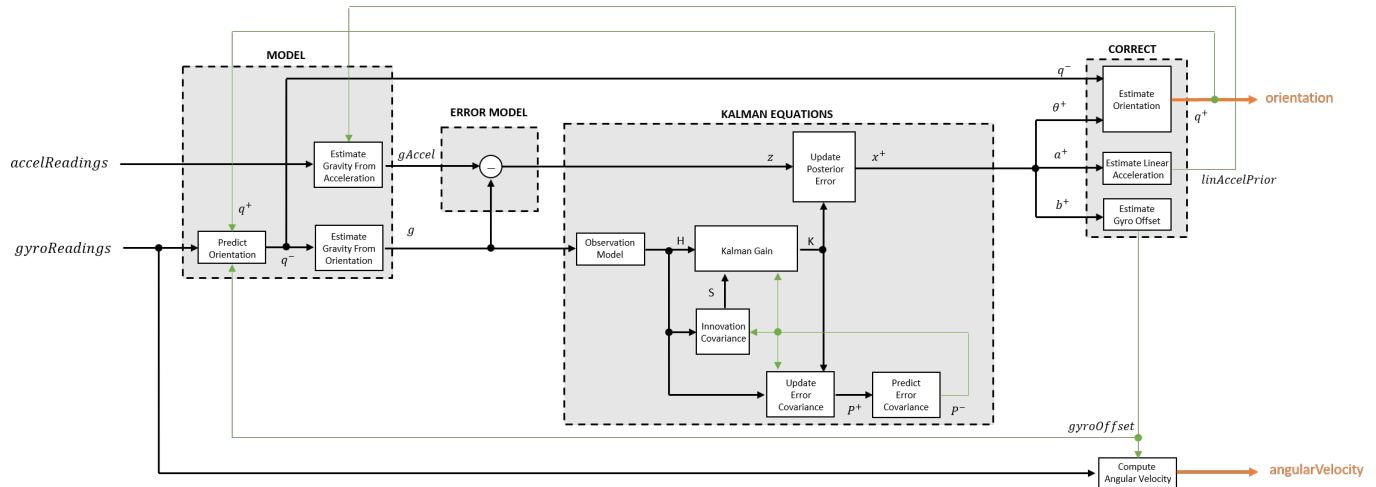 MODEL
ERROR MODEL
KALMAN EQUATIONS
CORRECT
accelReadings
gyroReadings
q⁺
Predict
Orientation
q⁻
Estimate
Gravity From
Acceleration
gAccel
Estimate
Gravity From
Orientation
g
−
z
Observation
Model
H
Kalman Gain
K
S
Innovation
Covariance
Update
Posterior
Error
x⁺
Update
Error
Covariance
P⁺
Predict
Error
Covariance
P⁻
q⁻
θ⁺
a⁺
b⁺
Estimate
Orientation
q⁺
orientation
Estimate Linear
Acceleration
linAccelPrior
Estimate
Gyro Offset
gyroOffset
Compute
Angular Velocity
angularVelocity